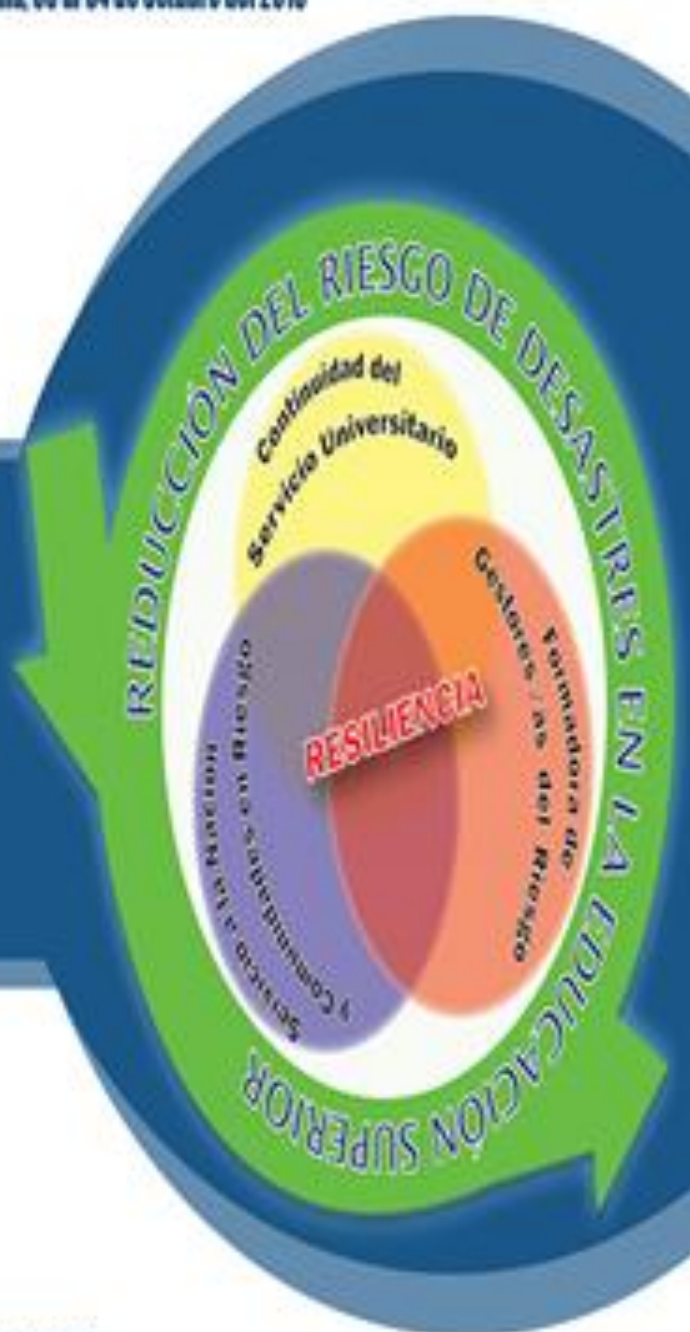 REDUCCIÓN DEL RIESGO DE DESASTRES EN LA EDUCACIÓN SUPERIOR
Continuidad del
Servicio Universitario
Formadora de
Gestores/as del Riesgo
RESILIENCIA
Servicio a la Nación
y Comunidades en Riesgo